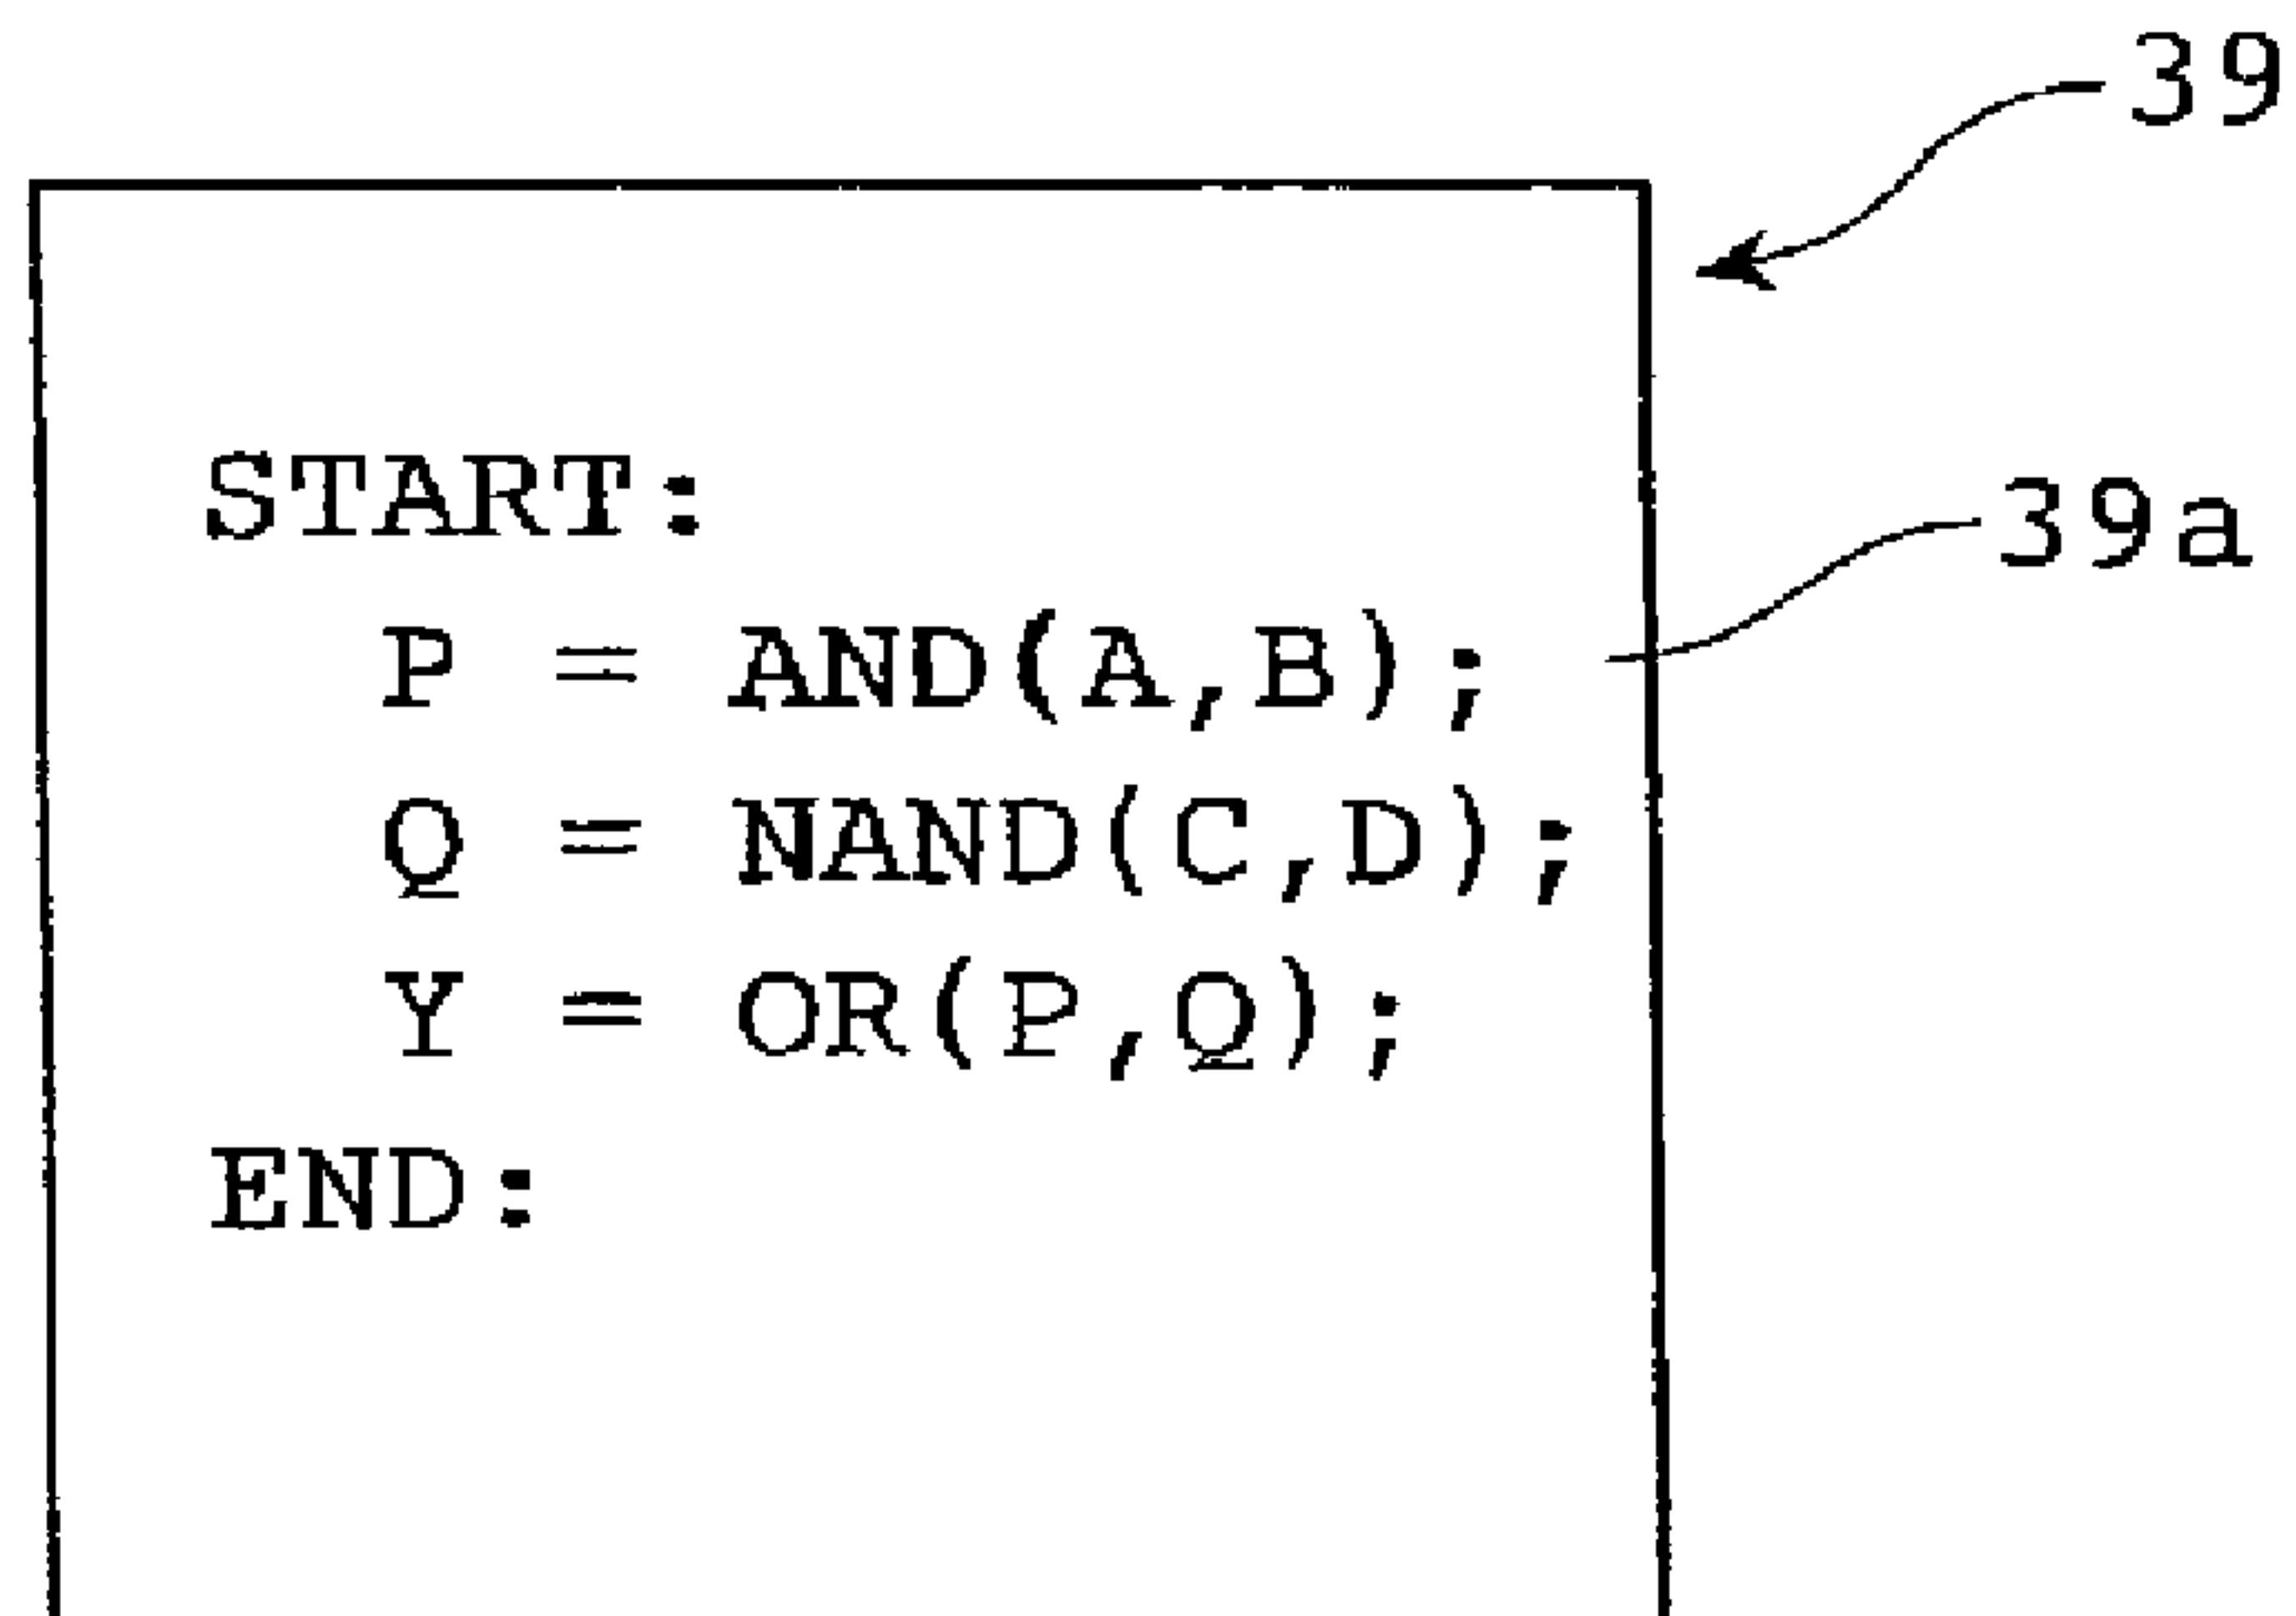 39
START:
39a
P = AND(A,B);
Q = NAND(C,D);
Y = OR(P,Q);
END: